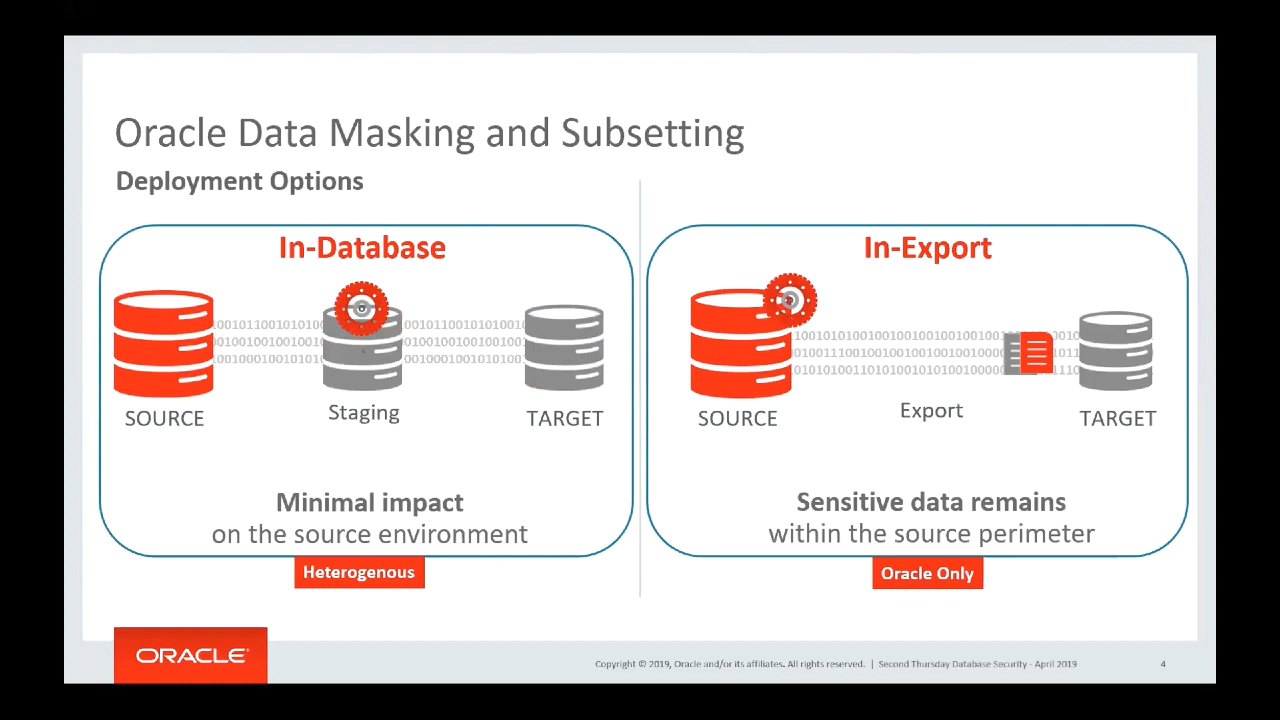 Oracle Data Masking and Subsetting
Deployment Options
In-Database
SOURCE
Staging
TARGET
Minimal impact
on the source environment
Heterogenous
In-Export
SOURCE
Export
TARGET
Sensitive data remains
within the source perimeter
Oracle Only
ORACLE®
Copyright © 2019, Oracle and/or its affiliates. All rights reserved. | Second Thursday Database Security - April 2019
4